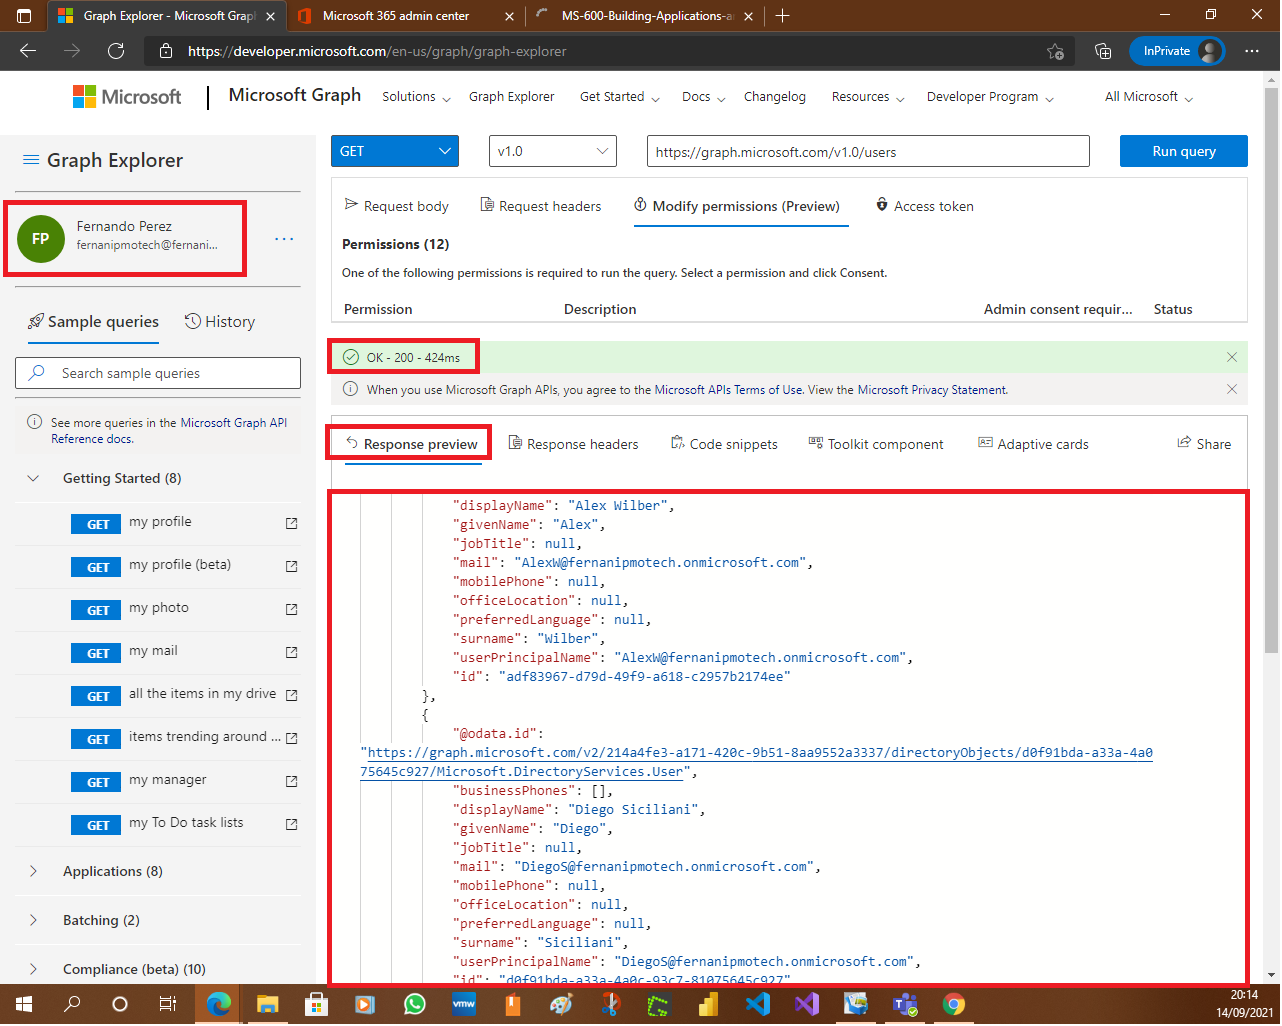 Graph Explorer - Microsoft Graph
Microsoft 365 admin center
MS-600-Building-Applications-a
https://developer.microsoft.com/en-us/graph/graph-explorer
InPrivate
Microsoft
Microsoft Graph
Solutions
Graph Explorer
Get Started
Docs
Changelog
Resources
Developer Program
All Microsoft
Graph Explorer
FP
Fernando Perez
fernanipmotech@fernani...
Sample queries
History
Search sample queries
See more queries in the Microsoft Graph API
Reference docs.
Getting Started (8)
GET my profile
GET my profile (beta)
GET my photo
GET my mail
GET all the items in my drive
GET items trending around ...
GET my manager
GET my To Do task lists
Applications (8)
Batching (2)
Compliance (beta) (10)
GET
v1.0
https://graph.microsoft.com/v1.0/users
Run query
Request body
Request headers
Modify permissions (Preview)
Access token
Permissions (12)
One of the following permissions is required to run the query. Select a permission and click Consent.
Permission
Description
Admin consent requir...
Status
OK - 200 - 424ms
When you use Microsoft Graph APIs, you agree to the Microsoft APIs Terms of Use. View the Microsoft Privacy Statement.
Response preview
Response headers
Code snippets
Toolkit component
Adaptive cards
Share
"displayName": "Alex Wilber",
"givenName": "Alex",
"jobTitle": null,
"mail": "AlexW@fernanipmotech.onmicrosoft.com",
"mobilePhone": null,
"officeLocation": null,
"preferredLanguage": null,
"surname": "Wilber",
"userPrincipalName": "AlexW@fernanipmotech.onmicrosoft.com",
"id": "adf83967-d79d-49f9-a618-c2957b2174ee"
},
{
"@odata.id":
"https://graph.microsoft.com/v2/214a4fe3-a171-420c-9b51-8aa9552a3337/directoryObjects/d0f91bda-a33a-4a0
75645c927/Microsoft.DirectoryServices.User",
"businessPhones": [],
"displayName": "Diego Siciliani",
"givenName": "Diego",
"jobTitle": null,
"mail": "DiegoS@fernanipmotech.onmicrosoft.com",
"mobilePhone": null,
"officeLocation": null,
"preferredLanguage": null,
"surname": "Siciliani",
"userPrincipalName": "DiegoS@fernanipmotech.onmicrosoft.com",
"id": "d0f91bda-a33a-4a0c-93c7-81075645c927"
vmw
20:14
14/09/2021